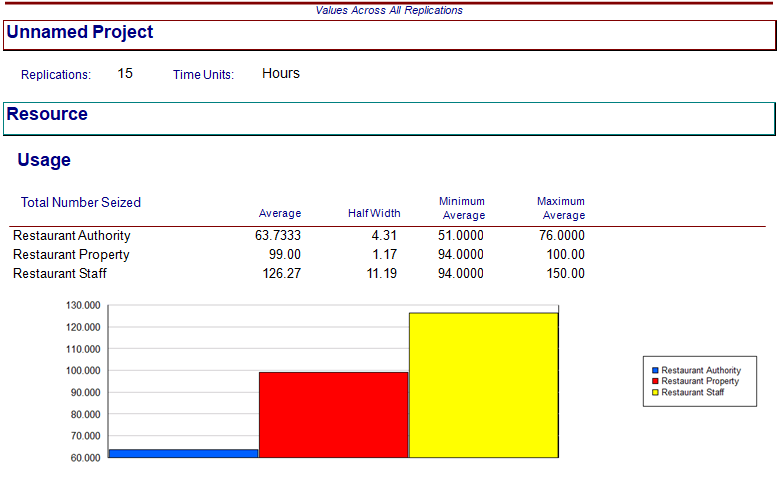 Values Across All Replications
Unnamed Project
Replications: 15 Time Units: Hours
Resource
Usage
Total Number Seized Average Half Width Minimum Average Maximum Average
Restaurant Authority 63.7333 4.31 51.0000 76.0000
Restaurant Property 99.00 1.17 94.0000 100.00
Restaurant Staff 126.27 11.19 94.0000 150.00
130.000
120.000
110.000
100.000
90.000
80.000
70.000
60.000
Restaurant Authority
Restaurant Property
Restaurant Staff